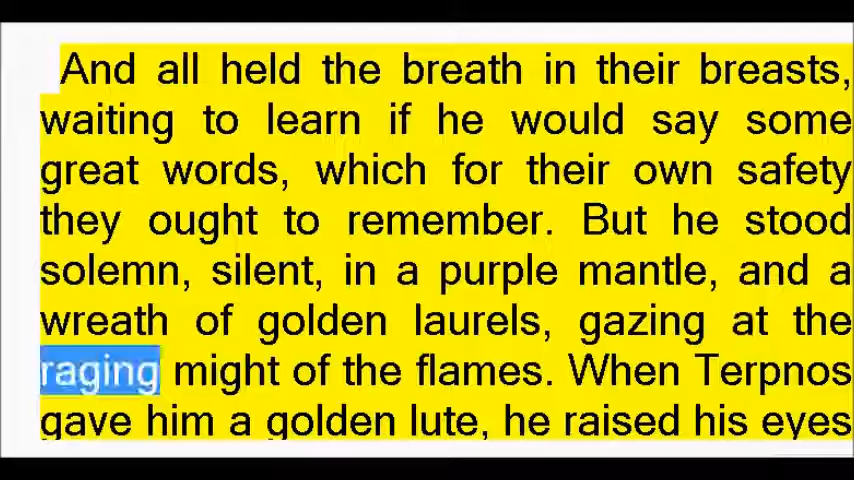 And all held the breath in their breasts,
waiting to learn if he would say some
great words, which for their own safety
they ought to remember. But he stood
solemn, silent, in a purple mantle, and a
wreath of golden laurels, gazing at the
raging might of the flames. When Terpnos
gave him a golden lute, he raised his eyes